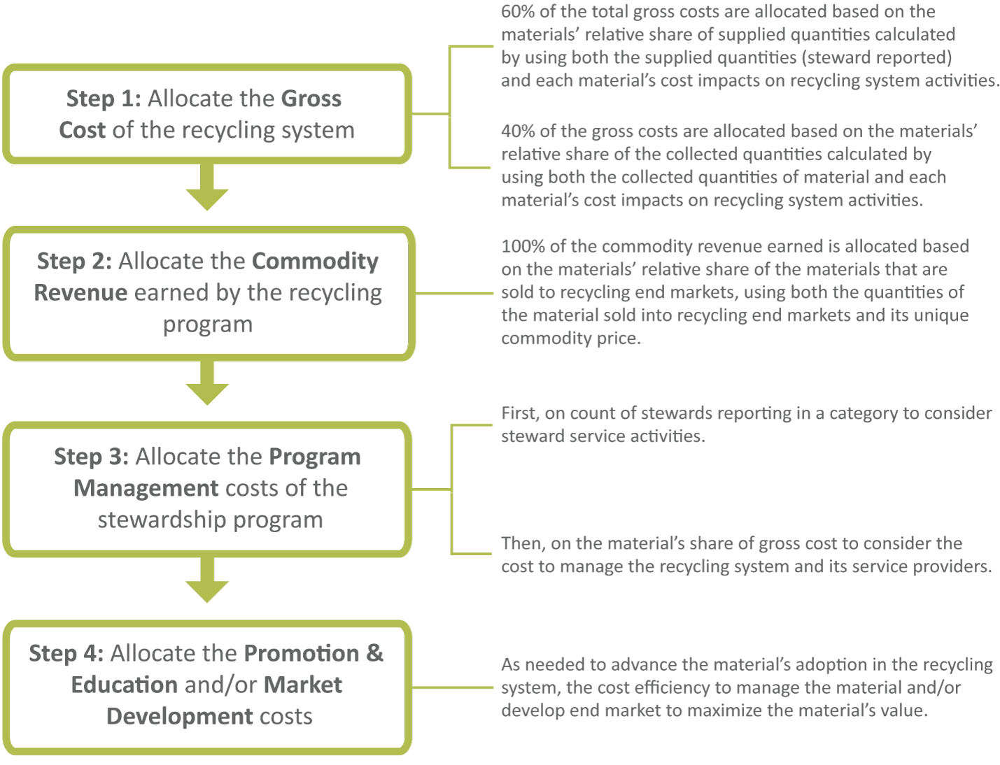 Step 1: Allocate the Gross
Cost of the recycling system
60% of the total gross costs are allocated based on the
materials’ relative share of supplied quantities calculated
by using both the supplied quantities (steward reported)
and each material’s cost impacts on recycling system activities.
40% of the gross costs are allocated based on the materials’
relative share of the collected quantities calculated by
using both the collected quantities of material and each
material’s cost impacts on recycling system activities.
Step 2: Allocate the Commodity
Revenue earned by the recycling
program
100% of the commodity revenue earned is allocated based
on the materials’ relative share of the materials that are
sold to recycling end markets, using both the quantities of
the material sold into recycling end markets and its unique
commodity price.
Step 3: Allocate the Program
Management costs of the
stewardship program
First, on count of stewards reporting in a category to consider
steward service activities.
Then, on the material’s share of gross cost to consider the
cost to manage the recycling system and its service providers.
Step 4: Allocate the Promotion &
Education and/or Market
Development costs
As needed to advance the material’s adoption in the recycling
system, the cost efficiency to manage the material and/or
develop end market to maximize the material’s value.